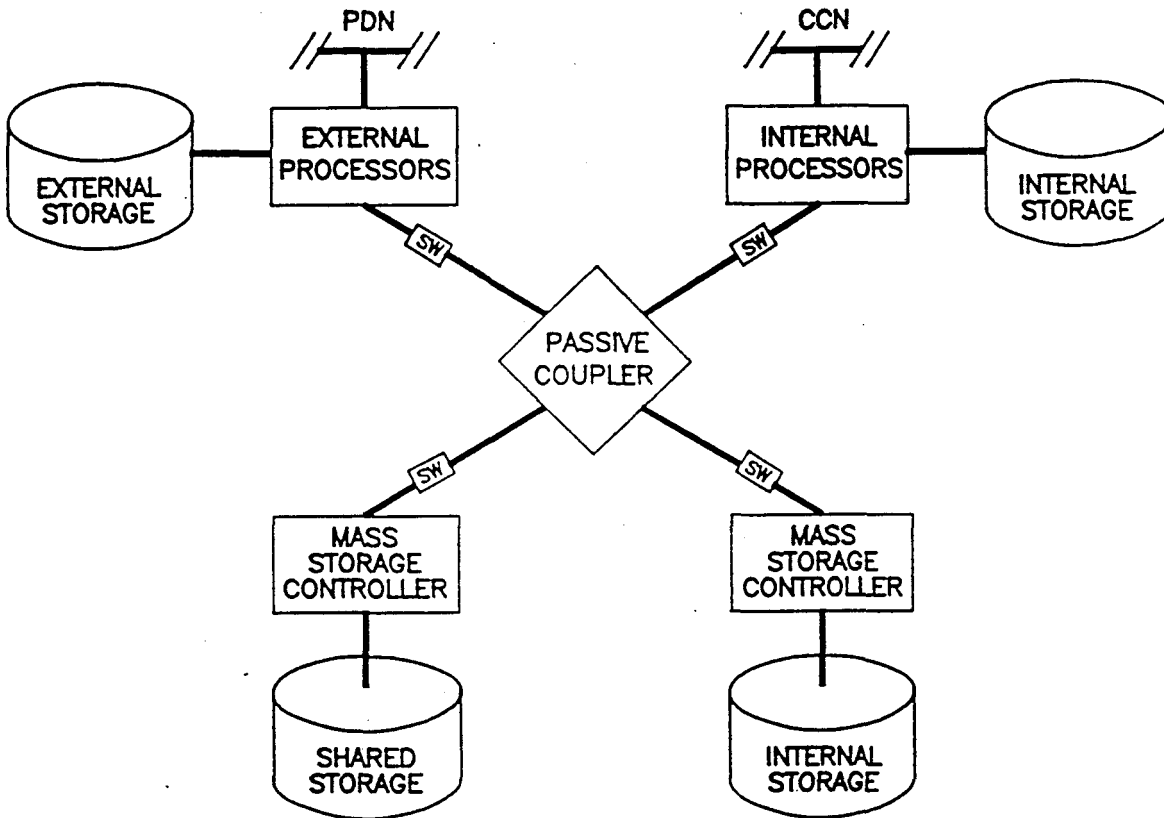 PDN
CCN
EXTERNAL
PROCESSORS
INTERNAL
PROCESSORS
EXTERNAL
STORAGE
INTERNAL
STORAGE
SW
SW
PASSIVE
COUPLER
SW
SW
MASS
STORAGE
CONTROLLER
MASS
STORAGE
CONTROLLER
SHARED
STORAGE
INTERNAL
STORAGE